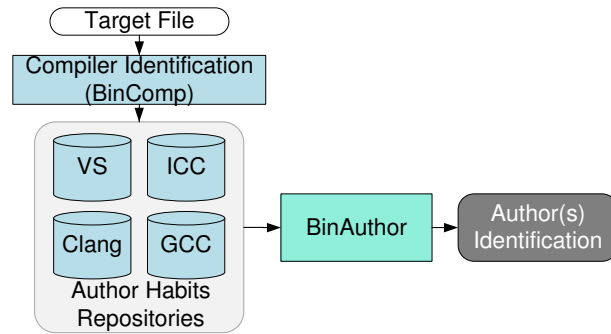 Target File
Compiler Identification
(BinComp)
VS
ICC
Clang
GCC
Author Habits
Repositories
BinAuthor
Author(s)
Identification